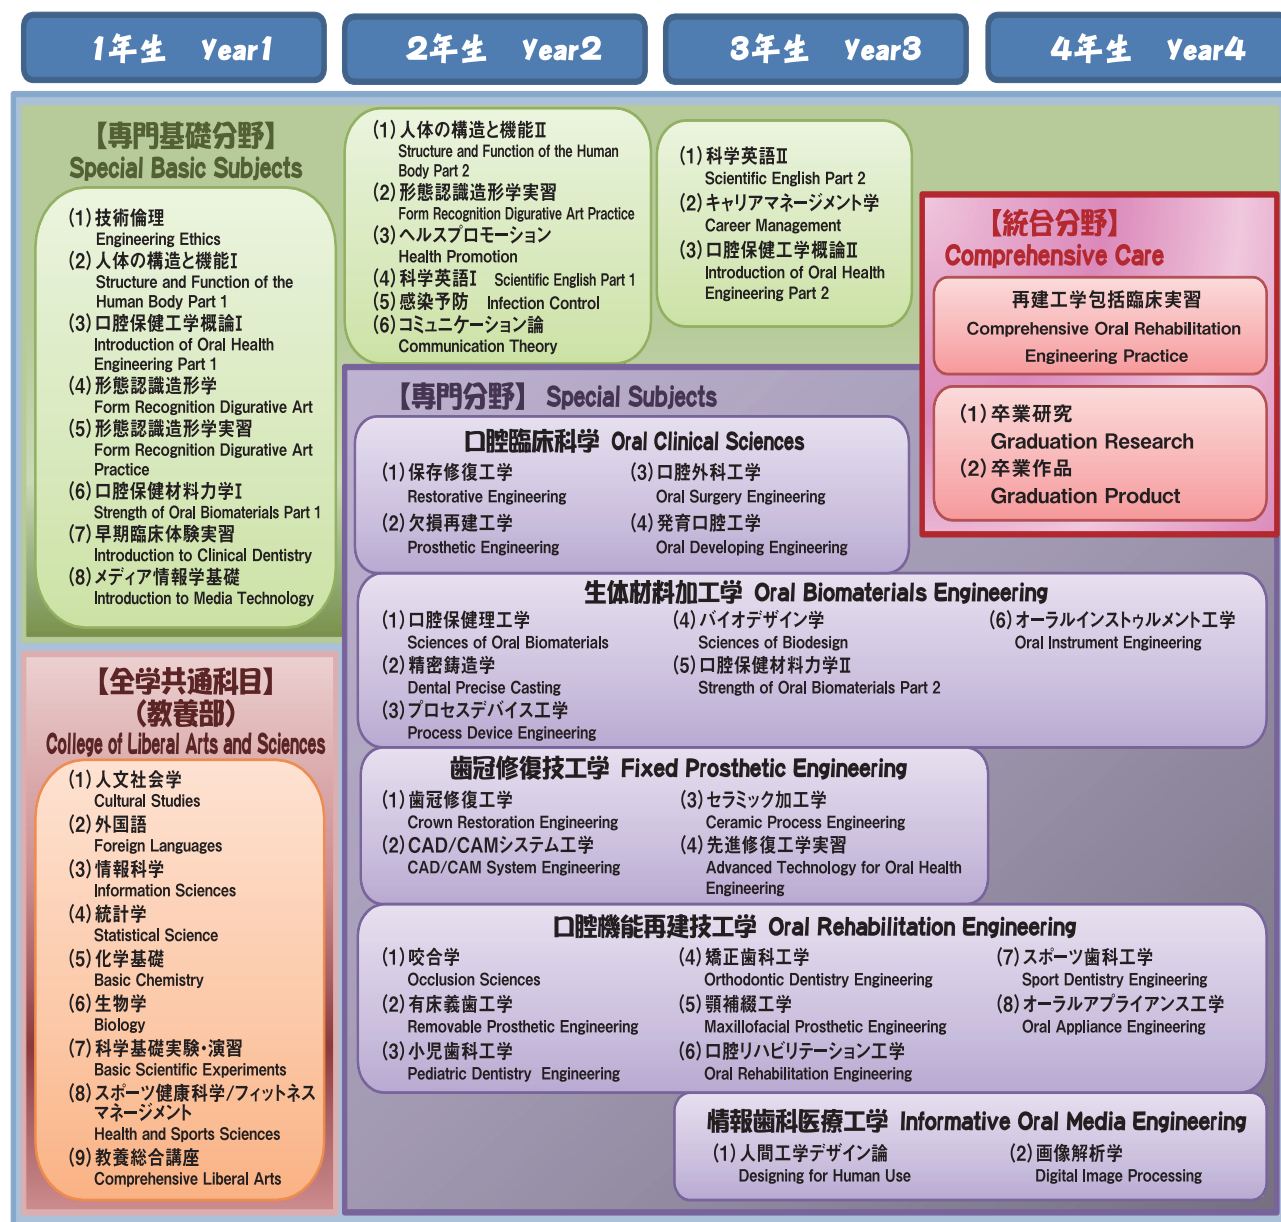 1年生 Year1
2年生 Year2
3年生 Year3
4年生 Year4
【専門基礎分野】
Special Basic Subjects
(1)技術倫理
Engineering Ethics
(2)人体の構造と機能I
Structure and Function of the
Human Body Part 1
(3)口腔保健工学概論I
Introduction of Oral Health
Engineering Part 1
(4)形態認識造形学
Form Recognition Digurative Art
(5)形態認識造形学実習
Form Recognition Digurative Art
Practice
(6)口腔保健材料力学I
Strength of Oral Biomaterials Part 1
(7)早期臨床体験実習
Introduction to Clinical Dentistry
(8)メディア情報学基礎
Introduction to Media Technology
(1)人体の構造と機能II
Structure and Function of the Human
Body Part 2
(2)形態認識造形学実習
Form Recognition Digurative Art Practice
(3)ヘルスプロモーション
Health Promotion
(4)科学英語I Scientific English Part 1
(5)感染予防 Infection Control
(6)コミュニケーション論
Communication Theory
(1)科学英語II
Scientific English Part 2
(2)キャリアマネージメント学
Career Management
(3)口腔保健工学概論II
Introduction of Oral Health
Engineering Part 2
【統合分野】
Comprehensive Care
再建工学包括臨床実習
Comprehensive Oral Rehabilitation
Engineering Practice
(1)卒業研究
Graduation Research
(2)卒業作品
Graduation Product
【専門分野】 Special Subjects
口腔臨床科学 Oral Clinical Sciences
(1)保存修復工学
Restorative Engineering
(2)欠損再建工学
Prosthetic Engineering
(3)口腔外科工学
Oral Surgery Engineering
(4)発育口腔工学
Oral Developing Engineering
生体材料加工学 Oral Biomaterials Engineering
(1)口腔保健理工学
Sciences of Oral Biomaterials
(2)精密鋳造学
Dental Precise Casting
(3)プロセスデバイス工学
Process Device Engineering
(4)バイオデザイン学
Sciences of Biodesign
(5)口腔保健材料力学II
Strength of Oral Biomaterials Part 2
(6)オーラルインストゥルメント工学
Oral Instrument Engineering
歯冠修復技工学 Fixed Prosthetic Engineering
(1)歯冠修復工学
Crown Restoration Engineering
(2)CAD/CAMシステム工学
CAD/CAM System Engineering
(3)セラミック加工学
Ceramic Process Engineering
(4)先進修復工学実習
Advanced Technology for Oral Health
Engineering
口腔機能再建技工学 Oral Rehabilitation Engineering
(1)咬合学
Occlusion Sciences
(2)有床義歯工学
Removable Prosthetic Engineering
(3)小児歯科工学
Pediatric Dentistry Engineering
(4)矯正歯科工学
Orthodontic Dentistry Engineering
(5)顎補綴工学
Maxillofacial Prosthetic Engineering
(6)口腔リハビリテーション工学
Oral Rehabilitation Engineering
(7)スポーツ歯科工学
Sport Dentistry Engineering
(8)オーラルアプライアンス工学
Oral Appliance Engineering
情報歯科医療工学 Informative Oral Media Engineering
(1)人間工学デザイン論
Designing for Human Use
(2)画像解析学
Digital Image Processing
【全学共通科目】
(教養部)
College of Liberal Arts and Sciences
(1)人文社会学
Cultural Studies
(2)外国語
Foreign Languages
(3)情報科学
Information Sciences
(4)統計学
Statistical Science
(5)化学基礎
Basic Chemistry
(6)生物学
Biology
(7)科学基礎実験・演習
Basic Scientific Experiments
(8)スポーツ健康科学/フィットネス
マネージメント
Health and Sports Sciences
(9)教養総合講座
Comprehensive Liberal Arts